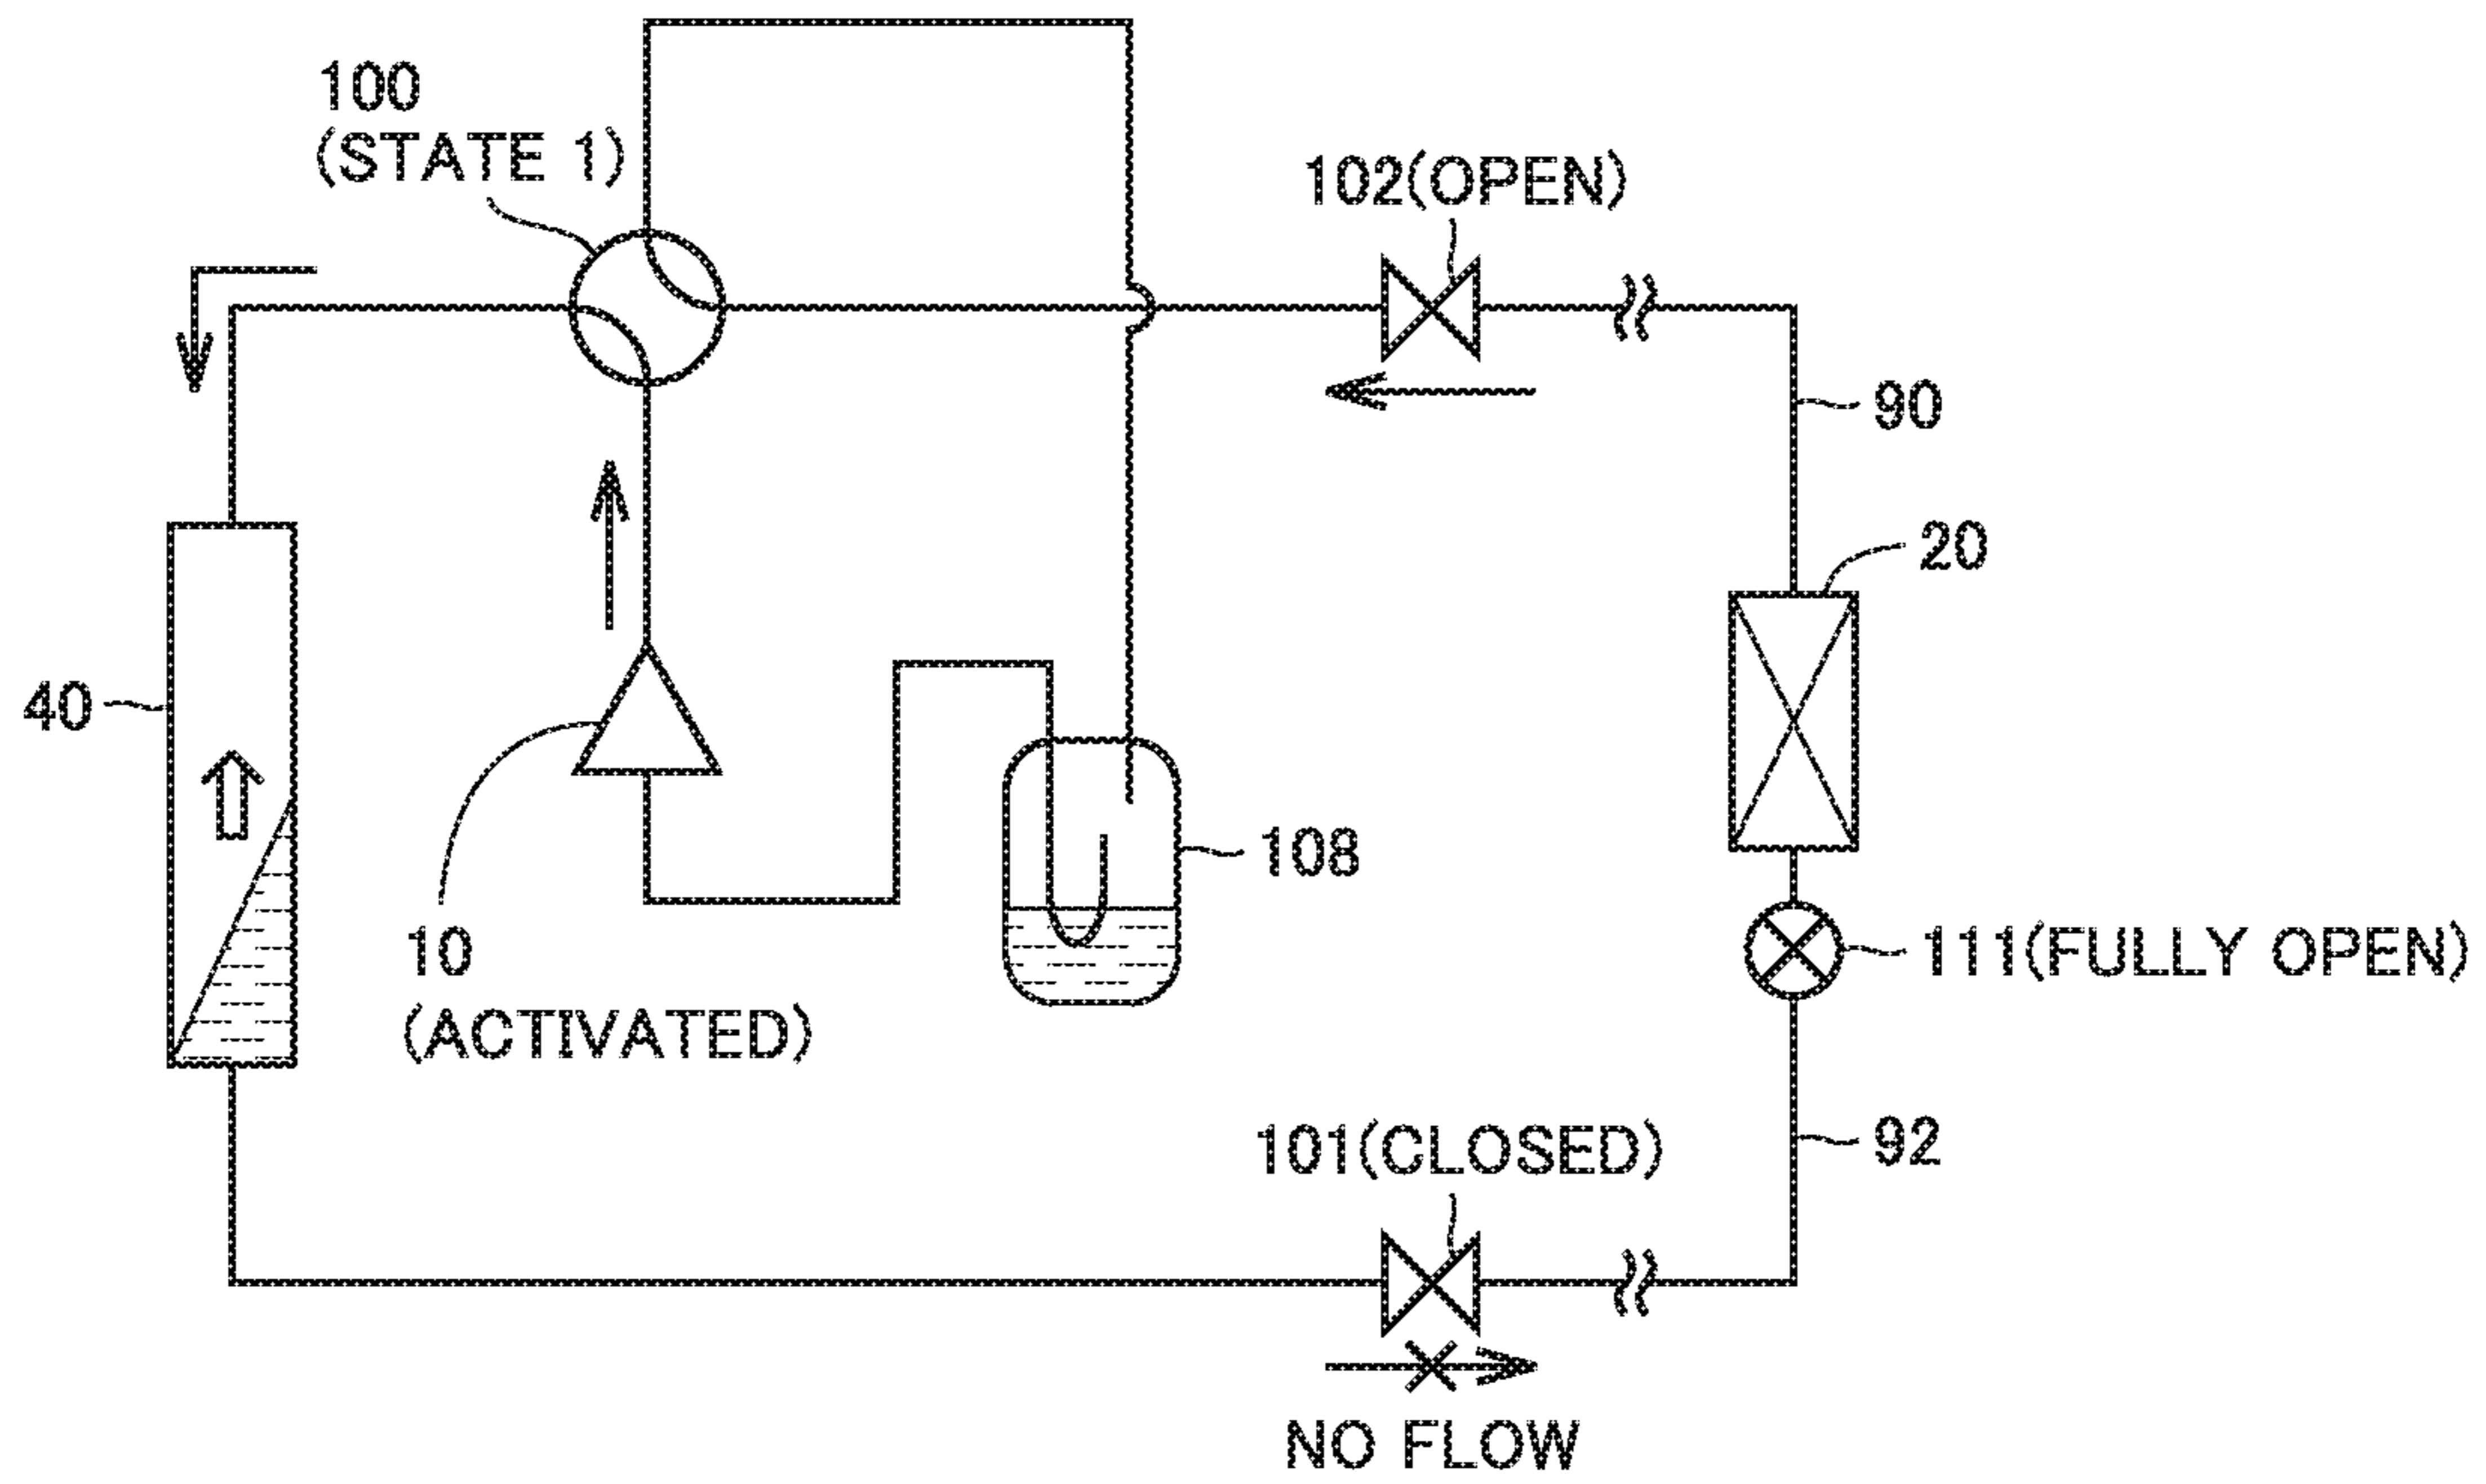 100
(STATE 1)
102(OPEN)
90
20
40
108
10
(ACTIVATED)
111(FULLY OPEN)
101(CLOSED)
92
NO FLOW